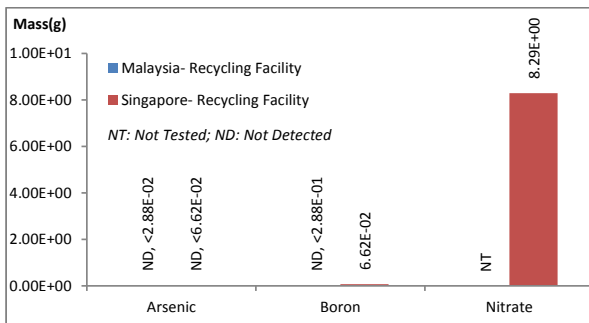 Mass(g)
1.00E+01
8.00E+00
6.00E+00
4.00E+00
2.00E+00
0.00E+00
Malaysia- Recycling Facility
Singapore- Recycling Facility
NT: Not Tested; ND: Not Detected
ND, <2.88E-02
ND, <6.62E-02
ND, <2.88E-01
6.62E-02
NT
8.29E+00
Arsenic
Boron
Nitrate